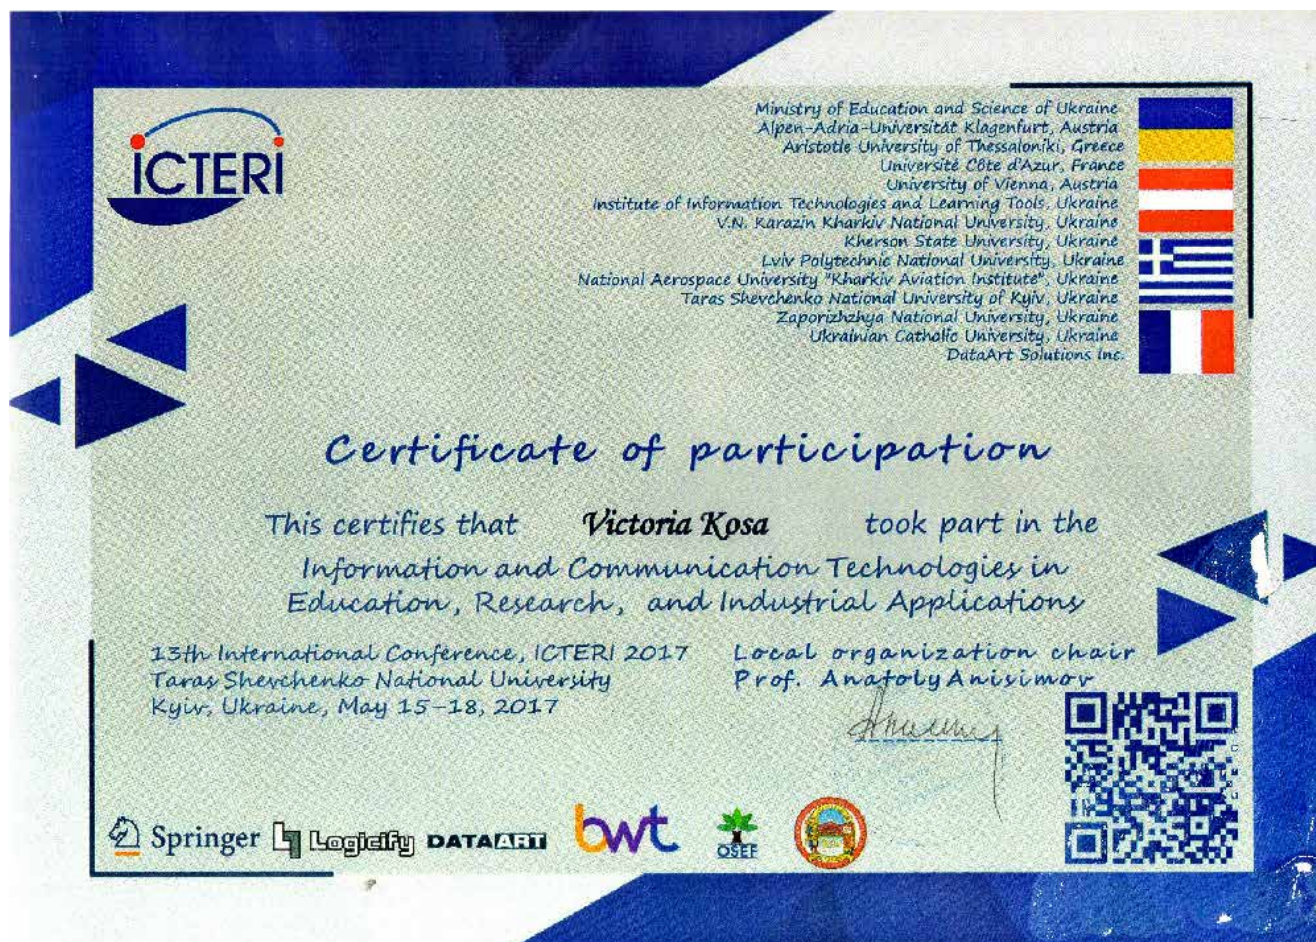 ICTERI
Ministry of Education and Science of Ukraine
Alpen-Adria-Universität Klagenfurt, Austria
Aristotle University of Thessaloniki, Greece
Université Côte d'Azur, France
University of Vienna, Austria
Institute of Information Technologies and Learning Tools, Ukraine
V.N. Karazin Kharkiv National University, Ukraine
Kherson State University, Ukraine
Lviv Polytechnic National University, Ukraine
National Aerospace University "Kharkiv Aviation Institute", Ukraine
Taras Shevchenko National University of Kyiv, Ukraine
Zaporizhzhya National University, Ukraine
Ukrainian Catholic University, Ukraine
DataArt Solutions Inc.
Certificate of participation
This certifies that Victoria Kosa took part in the
Information and Communication Technologies in
Education, Research, and Industrial Applications
13th International Conference, ICTERI 2017
Taras Shevchenko National University
Kyiv, Ukraine, May 15-18, 2017
Local organization chair
Prof. Anatoly Anisimov
Springer Logicify DATAART bwt OSEF